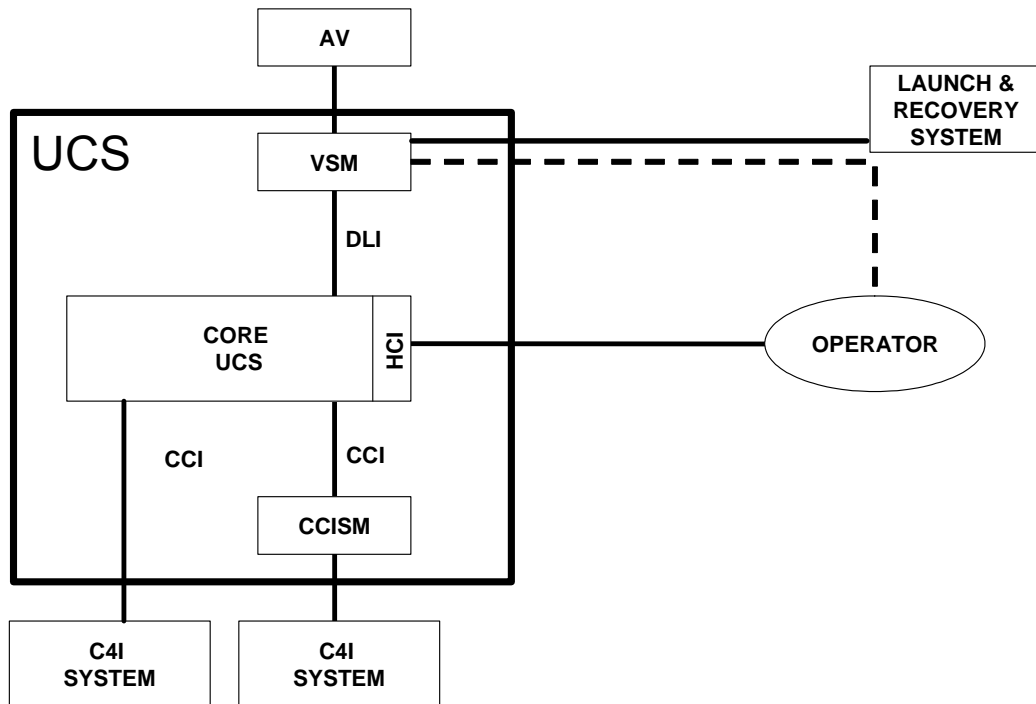 AV
LAUNCH &
RECOVERY
SYSTEM
UCS
VSM
DLI
CORE
UCS
HCI
OPERATOR
CCI
CCI
CCISM
C4I
SYSTEM
C4I
SYSTEM